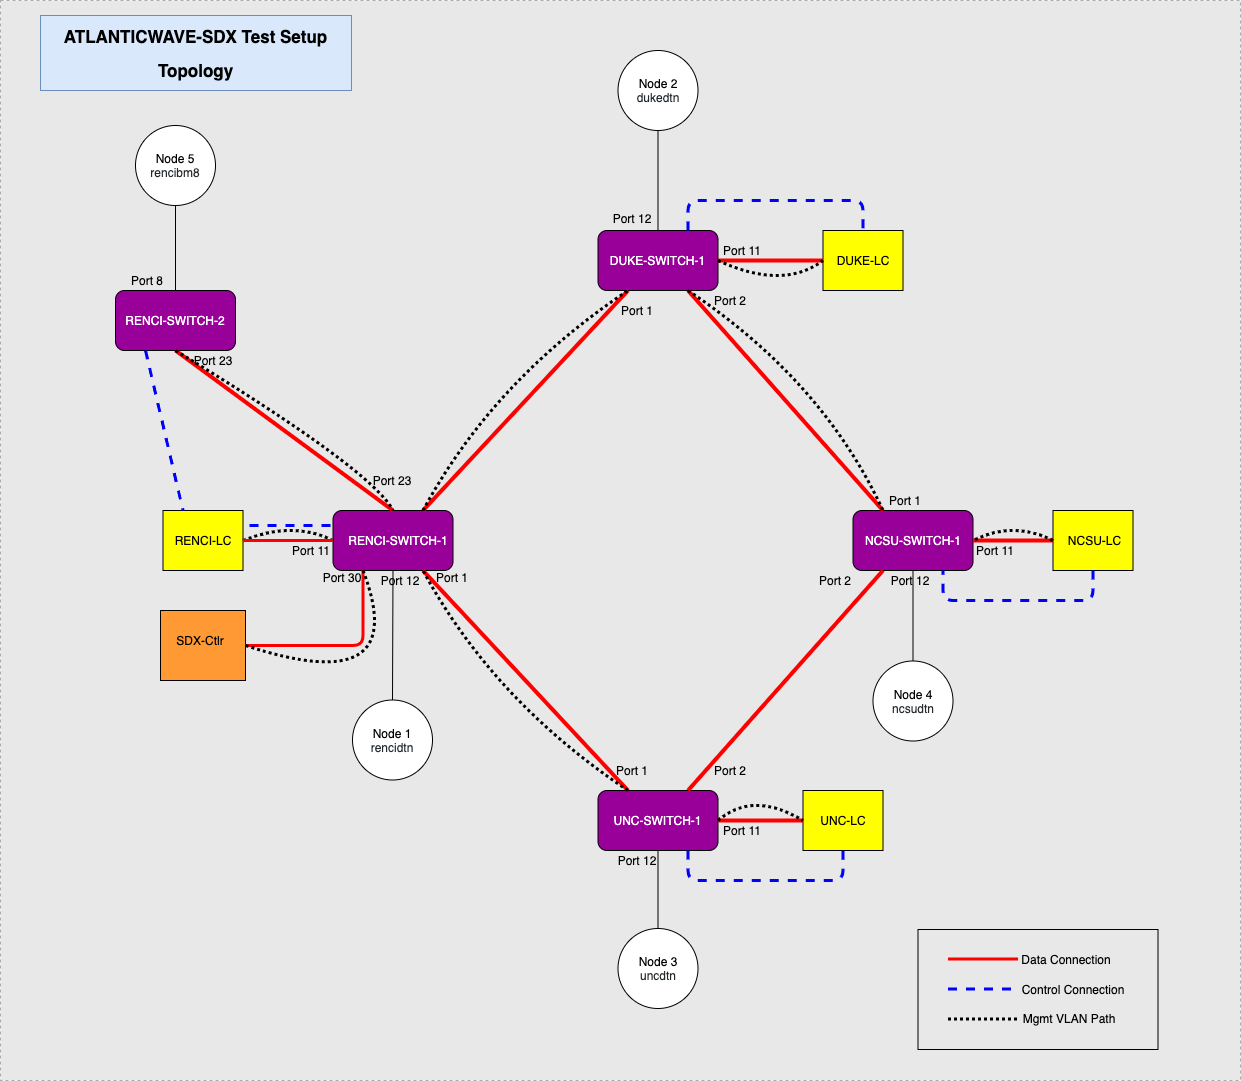 ATLANTICWAVE-SDX Test Setup
Topology
Node 2
dukedtn
Node 5
rencibm8
Port 12
Port 8
DUKE-SWITCH-1
Port 11
DUKE-LC
Port 1
Port 2
RENCI-SWITCH-2
Port 23
Port 23
Port 1
RENCI-LC
Port 11
RENCI-SWITCH-1
NCSU-SWITCH-1
Port 11
NCSU-LC
Port 30
Port 12
Port 1
Port 2
Port 12
SDX-Ctlr
Node 1
rencidtn
Node 4
ncsudtn
Port 1
Port 2
UNC-SWITCH-1
Port 11
UNC-LC
Port 12
Node 3
uncdtn
Data Connection
Control Connection
Mgmt VLAN Path